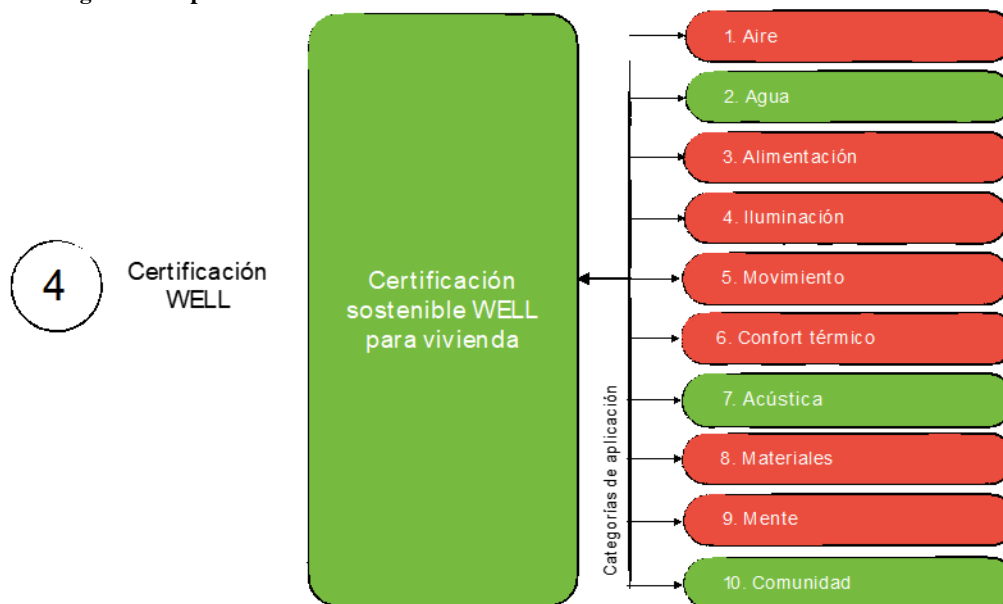 4
Certificación
WELL
Certificación
sostenible WELL
para vivienda
Categorías de aplicación
1. Aire
2. Agua
3. Alimentación
4. Iluminación
5. Movimiento
6. Confort térmico
7. Acústica
8. Materiales
9. Mente
10. Comunidad